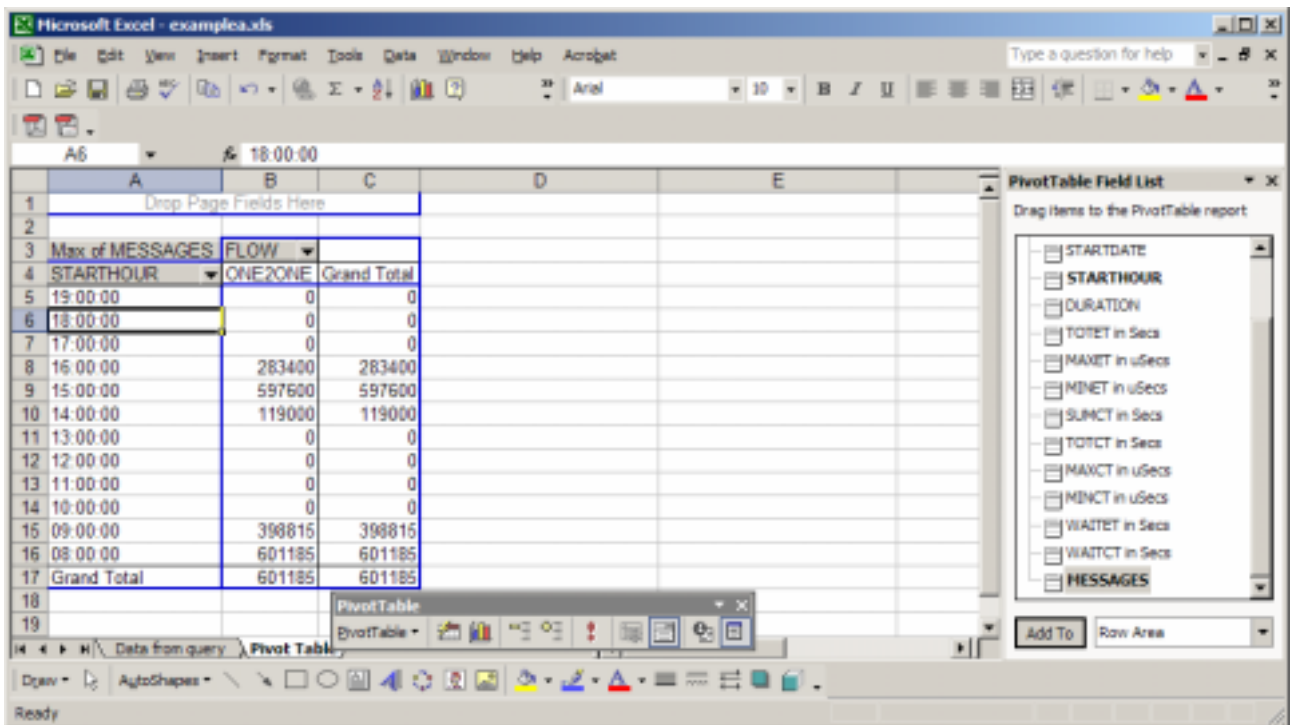 Microsoft Excel - examplea.xls
File Edit View Insert Format Tools Data Window Help Acrobat Type a question for help
Arial 10 B I U
A6 fx 18:00:00
A B C D E
1 Drop Page Fields Here
2
3 Max of MESSAGES FLOW
4 STARTHOUR ONE2ONE Grand Total
5 19:00:00 0 0
6 18:00:00 0 0
7 17:00:00 0 0
8 16:00:00 283400 283400
9 15:00:00 597600 597600
10 14:00:00 119000 119000
11 13:00:00 0 0
12 12:00:00 0 0
13 11:00:00 0 0
14 10:00:00 0 0
15 09:00:00 398815 398815
16 08:00:00 601185 601185
17 Grand Total 601185 601185
18
19
PivotTable
PivotTable
Data from query Pivot Table
PivotTable Field List
Drag items to the PivotTable report
STARTDATE
STARTHOUR
DURATION
TOTET in Secs
MAXET in uSecs
MINET in uSecs
SUMCT in Secs
TOTCT in Secs
MAXCT in uSecs
MINCT in uSecs
WAITET in Secs
WAITCT in Secs
MESSAGES
Add To Row Area
Draw AutoShapes
Ready